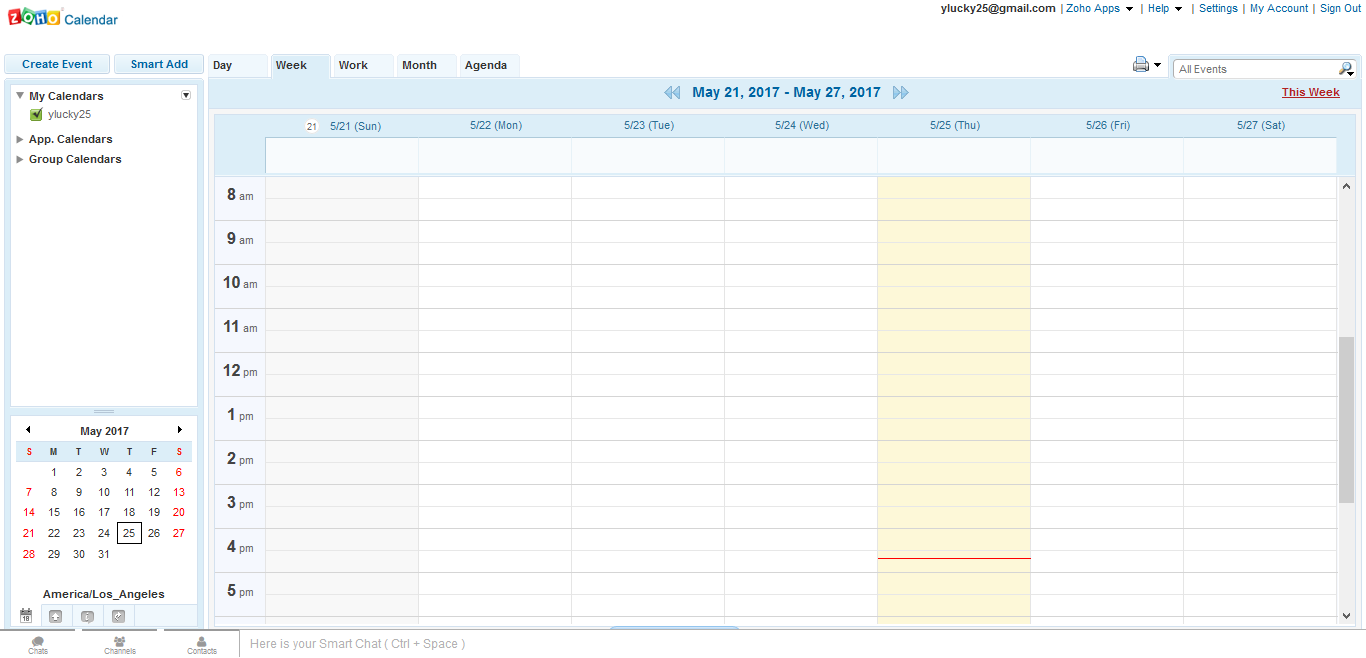 ZOHO Calendar
ylucky25@gmail.com | Zoho Apps | Help | Settings | My Account | Sign Out
Create Event Smart Add
Day Week Work Month Agenda
All Events
My Calendars
ylucky25
App. Calendars
Group Calendars
May 21, 2017 - May 27, 2017
This Week
21 5/21 (Sun) 5/22 (Mon) 5/23 (Tue) 5/24 (Wed) 5/25 (Thu) 5/26 (Fri) 5/27 (Sat)
8 am
9 am
10 am
11 am
12 pm
1 pm
2 pm
3 pm
4 pm
5 pm
May 2017
S M T W T F S
1 2 3 4 5 6
7 8 9 10 11 12 13
14 15 16 17 18 19 20
21 22 23 24 25 26 27
28 29 30 31
America/Los_Angeles
18
Chats Channels Contacts
Here is your Smart Chat ( Ctrl + Space )